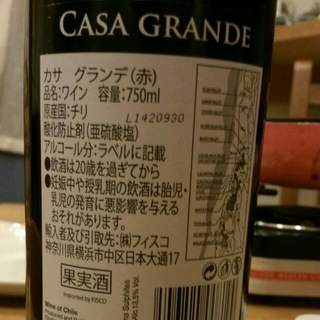 CASA GRANDE
カサ グランデ(赤)
品名:ワイン 容量:750ml
原産国:チリ
L1420930
酸化防止剤(亜硫酸塩)
アルコール分:ラベルに記載
●飲酒は20歳を過ぎてから
●妊娠中や授乳期の飲酒は胎児・
乳児の発育に悪影響を与える
おそれがあります。
輸入者及び引取先:㈱フィスコ
神奈川県横浜市中区日本大通17
果実酒
Imported by FISCO
Wine of Chile
Sulphites
Alc.13,5% Vol.